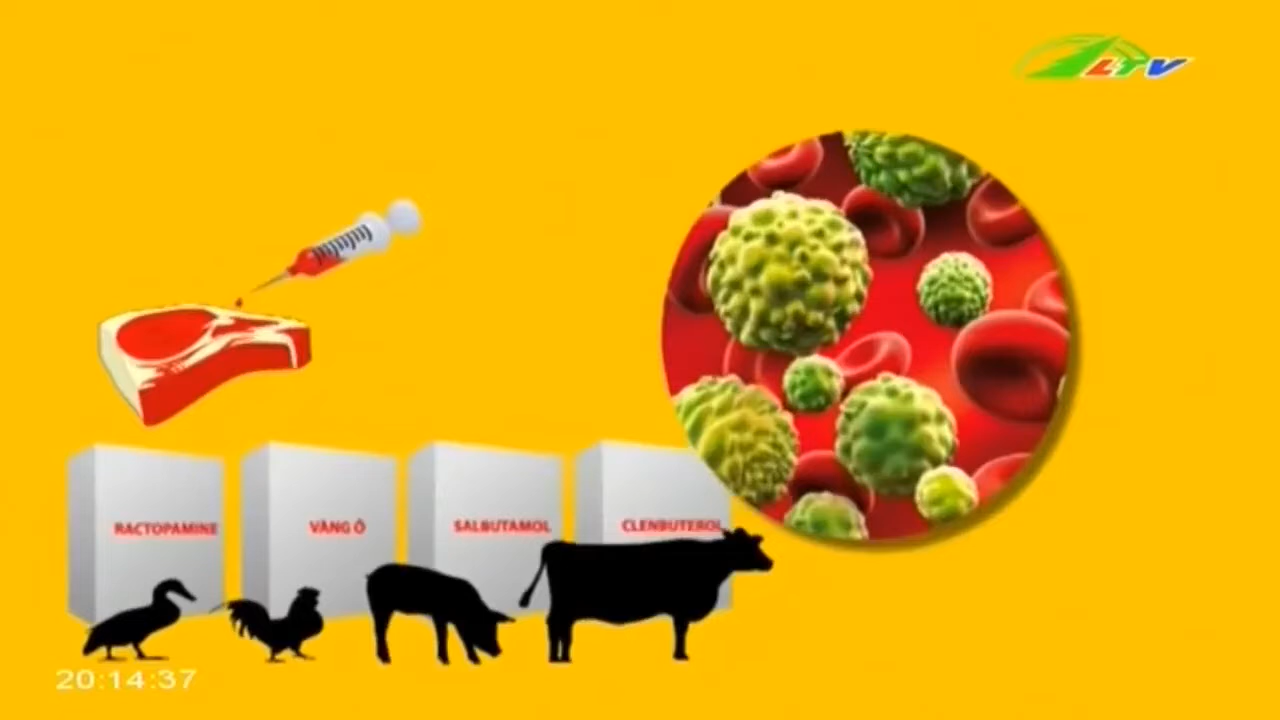 LTV
RACTOPAMINE
VÀNG Ô
SALBUTAMOL
CLENBUTEROL
20:14:37